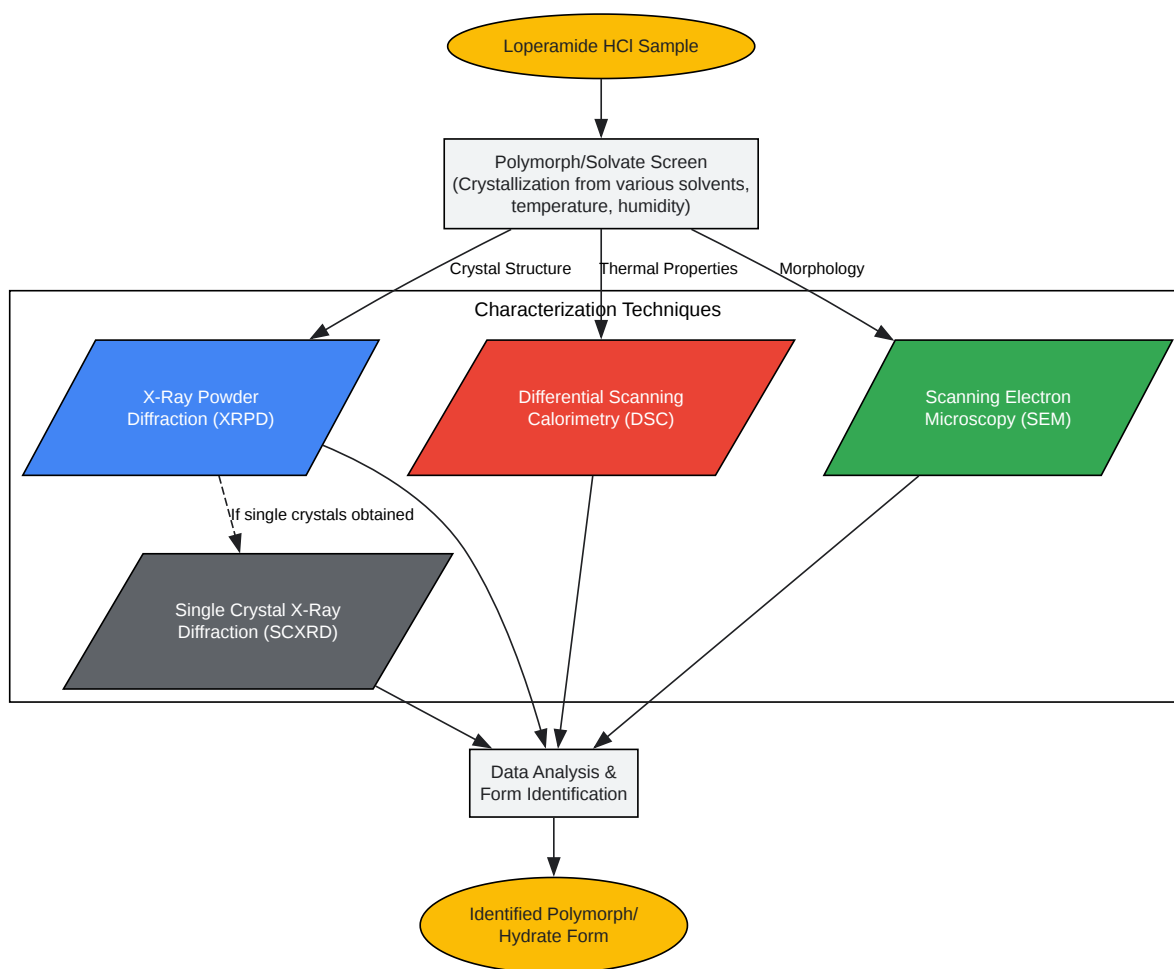 Loperamide HCl Sample
Polymorph/Solvate Screen
(Crystallization from various solvents,
temperature, humidity)
Crystal Structure
Thermal Properties
Morphology
Characterization Techniques
X-Ray Powder
Diffraction (XRPD)
Differential Scanning
Calorimetry (DSC)
Scanning Electron
Microscopy (SEM)
If single crystals obtained
Single Crystal X-Ray
Diffraction (SCXRD)
Data Analysis &
Form Identification
Identified Polymorph/
Hydrate Form